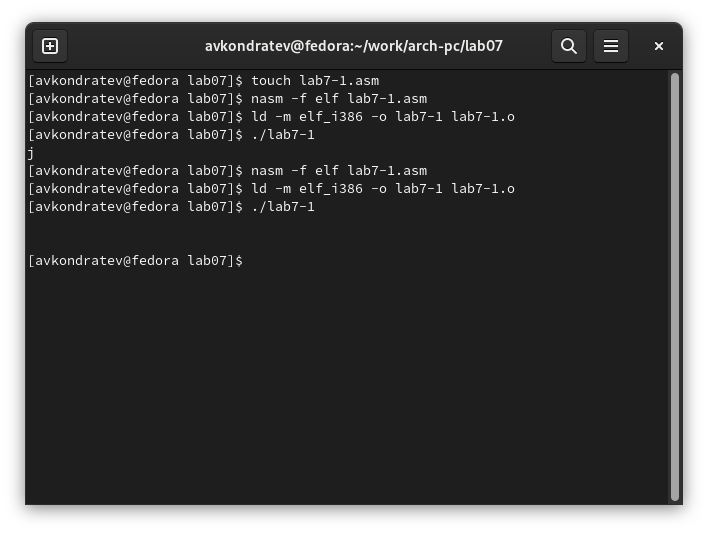 avkondratev@fedora:~/work/arch-pc/lab07
[avkondratev@fedora lab07]$ touch lab7-1.asm
[avkondratev@fedora lab07]$ nasm -f elf lab7-1.asm
[avkondratev@fedora lab07]$ ld -m elf_i386 -o lab7-1 lab7-1.o
[avkondratev@fedora lab07]$ ./lab7-1
j
[avkondratev@fedora lab07]$ nasm -f elf lab7-1.asm
[avkondratev@fedora lab07]$ ld -m elf_i386 -o lab7-1 lab7-1.o
[avkondratev@fedora lab07]$ ./lab7-1
[avkondratev@fedora lab07]$